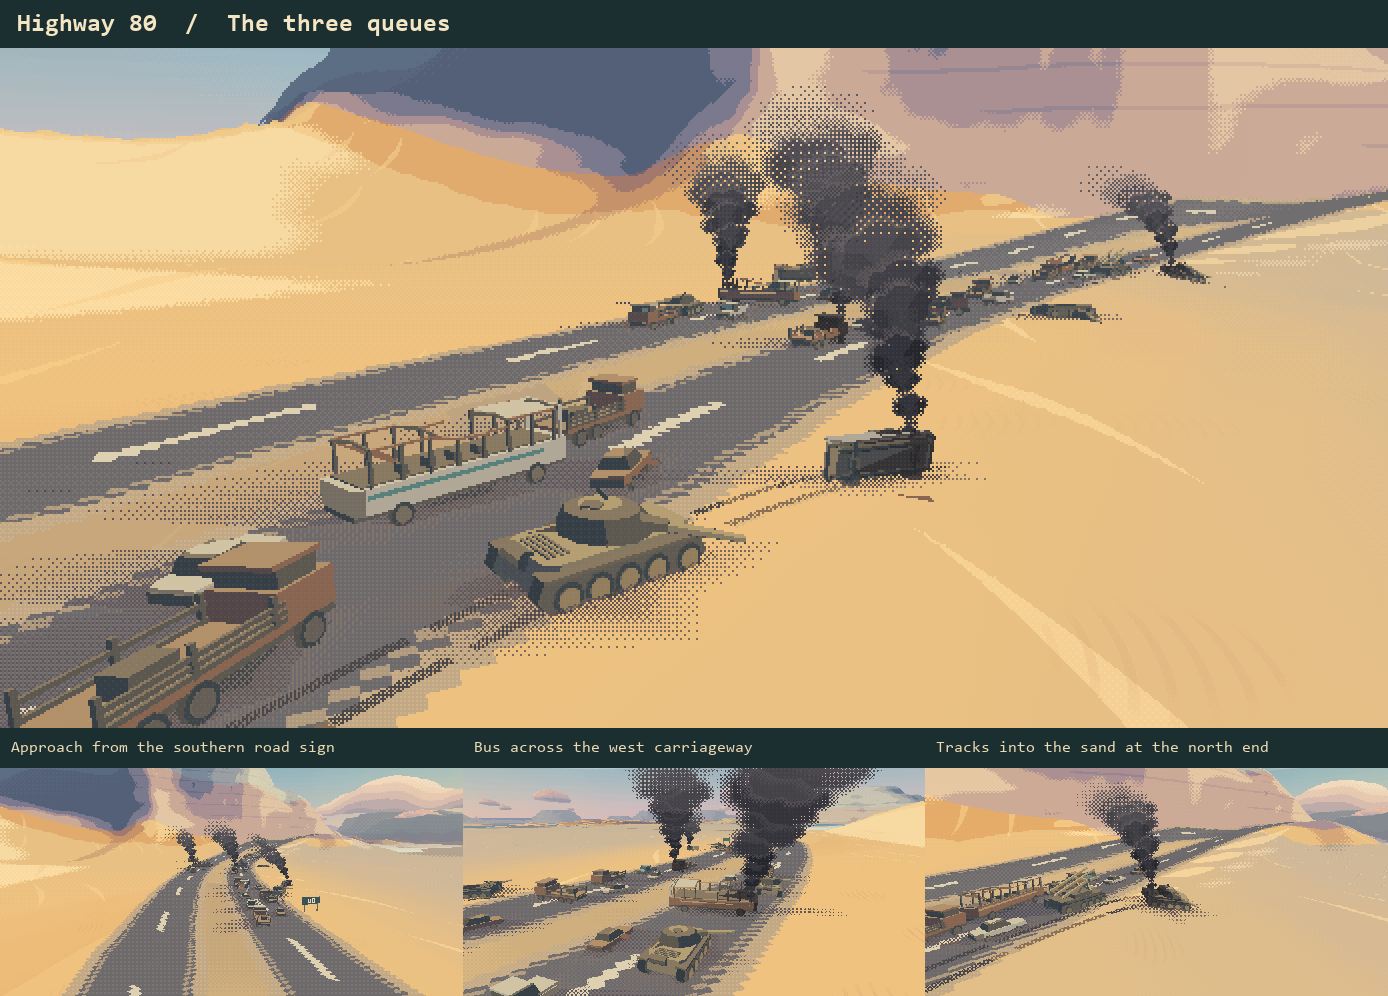 Highway 80 / The three queues
Approach from the southern road sign
Bus across the west carriageway
Tracks into the sand at the north end